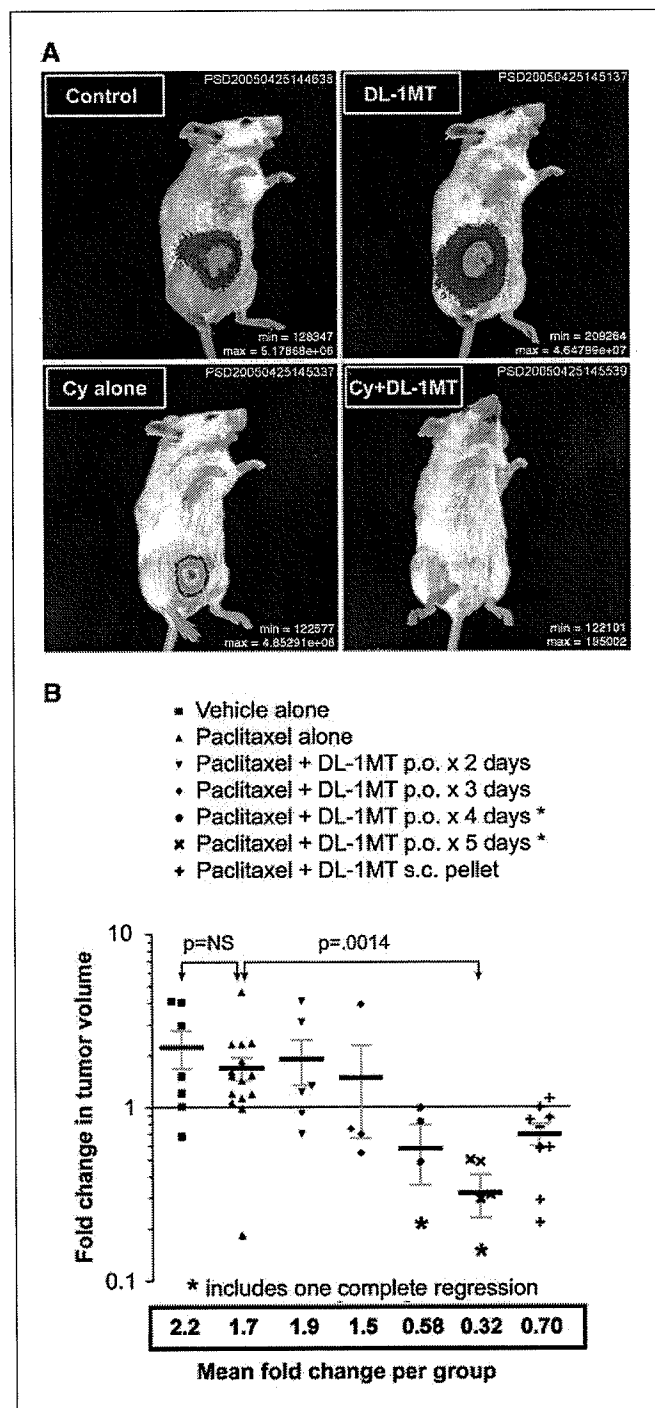 A
Control
PSD20050425144638
min = 128347
max = 5.17868e+06
DL-1MT
PSD20050425145137
min = 209264
max = 4.64799e+07
Cy alone
PSD20050425145337
min = 122577
max = 4.85291e+06
Cy+DL-1MT
PSD20050425145539
min = 122101
max = 195002
B
Vehicle alone
Paclitaxel alone
Paclitaxel + DL-1MT p.o. x 2 days
Paclitaxel + DL-1MT p.o. x 3 days
Paclitaxel + DL-1MT p.o. x 4 days *
Paclitaxel + DL-1MT p.o. x 5 days *
Paclitaxel + DL-1MT s.c. pellet
Fold change in tumor volume
10
1
0.1
p=NS
p=.0014
* includes one complete regression
2.2 1.7 1.9 1.5 0.58 0.32 0.70
Mean fold change per group